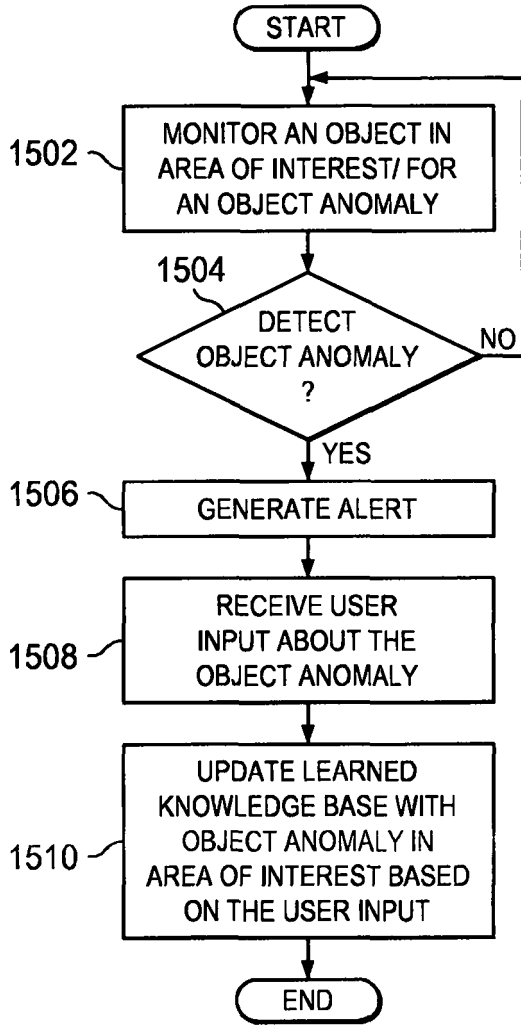 START
1502
MONITOR AN OBJECT IN
AREA OF INTEREST/ FOR
AN OBJECT ANOMALY
1504
DETECT
OBJECT ANOMALY
?
NO
YES
1506
GENERATE ALERT
1508
RECEIVE USER
INPUT ABOUT THE
OBJECT ANOMALY
1510
UPDATE LEARNED
KNOWLEDGE BASE WITH
OBJECT ANOMALY IN
AREA OF INTEREST BASED
ON THE USER INPUT
END